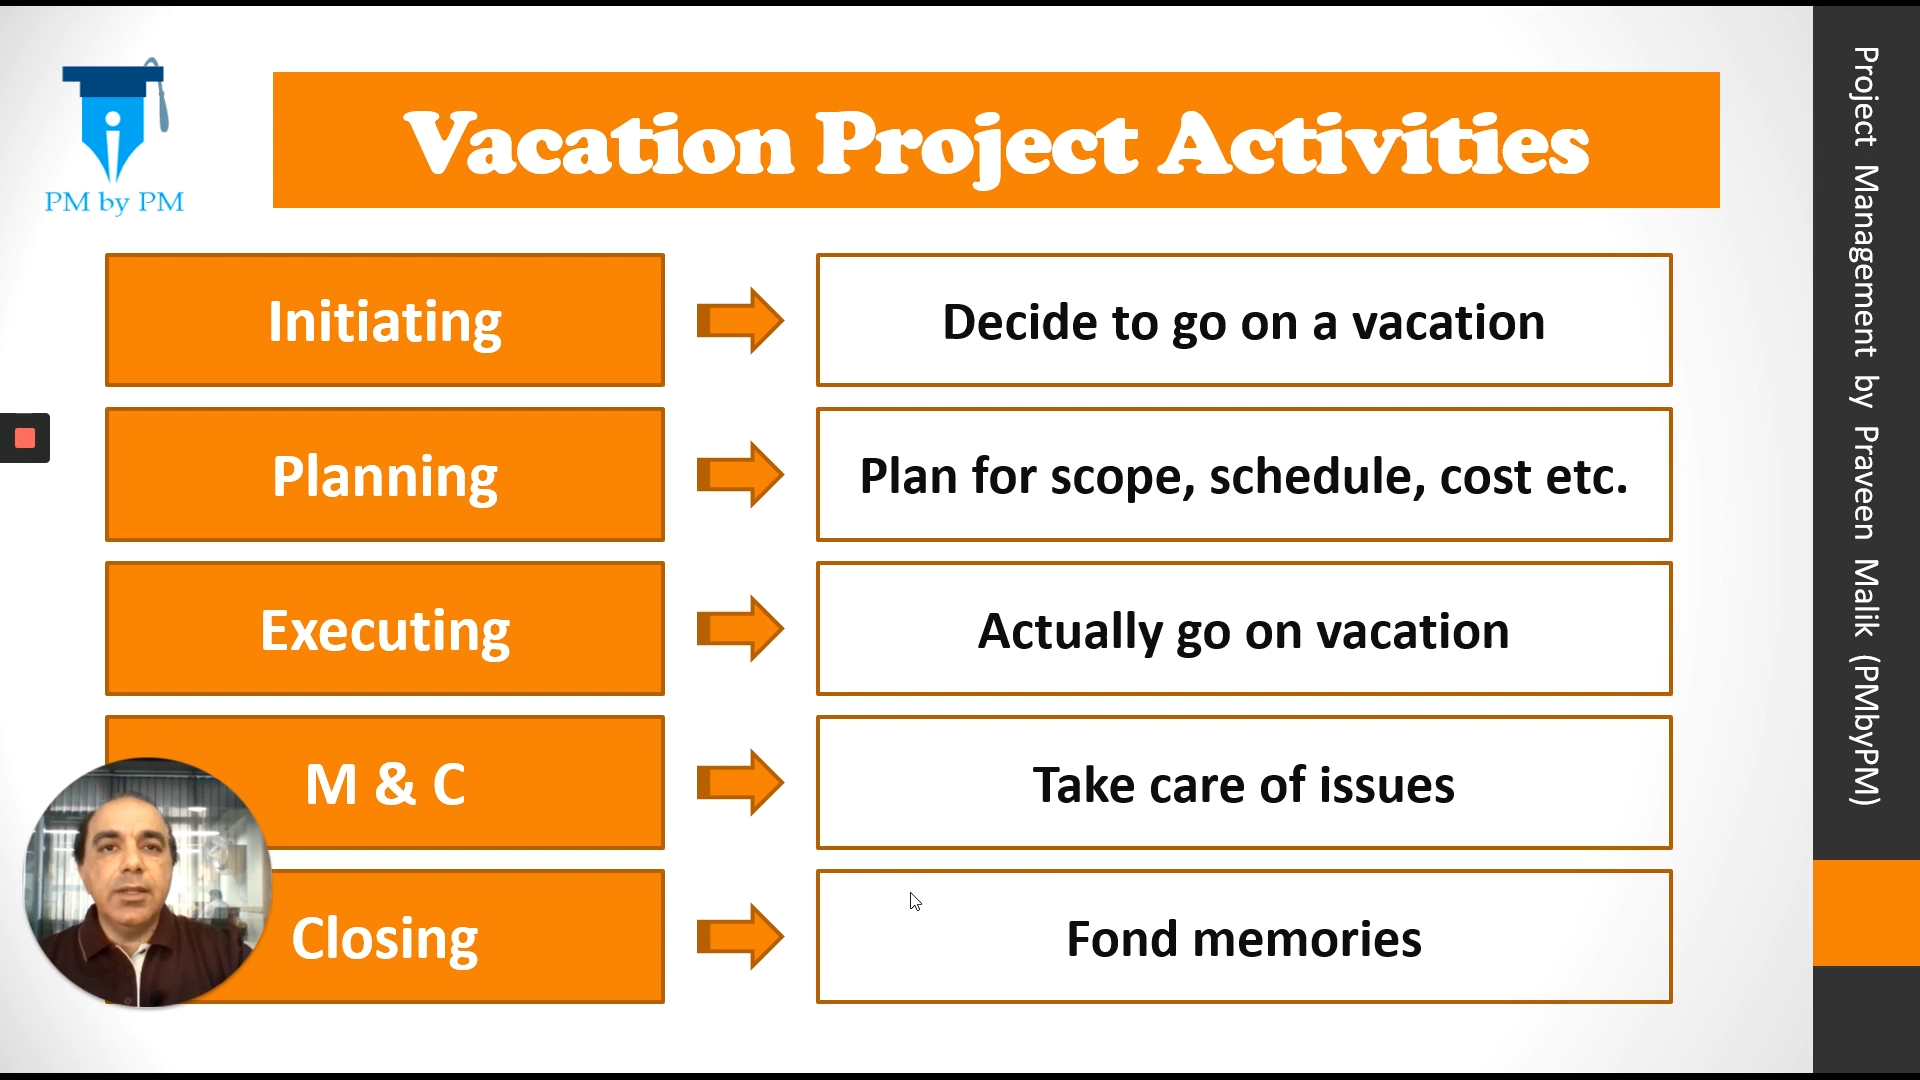 PM by PM
Vacation Project Activities
Initiating
Decide to go on a vacation
Planning
Plan for scope, schedule, cost etc.
Executing
Actually go on vacation
M & C
Take care of issues
Closing
Fond memories
Project Management by Praveen Malik (PMbyPM)